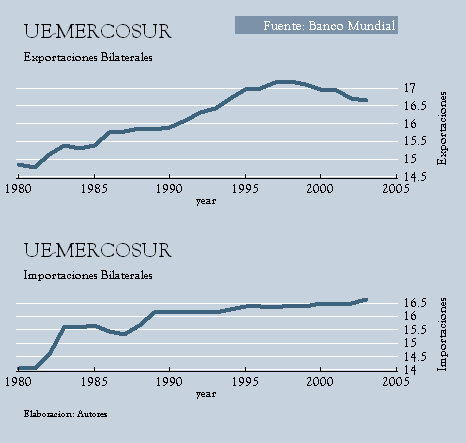 UE-MERCOSUR
Fuente: Banco Mundial
Exportaciones Bilaterales
17
16.5
16
15.5
15
14.5
Exportaciones
1980 1985 1990 1995 2000 2005
year
UE-MERCOSUR
Importaciones Bilaterales
16.5
16
15.5
15
14.5
14
Importaciones
1980 1985 1990 1995 2000 2005
year
Elaboracion: Autores